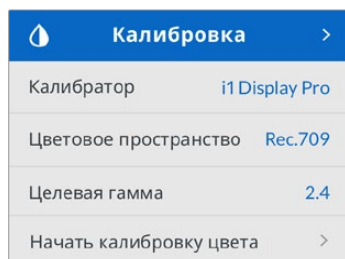 Калибровка
Калибратор i1 Display Pro
Цветовое пространство Rec.709
Целевая гамма 2.4
Начать калибровку цвета